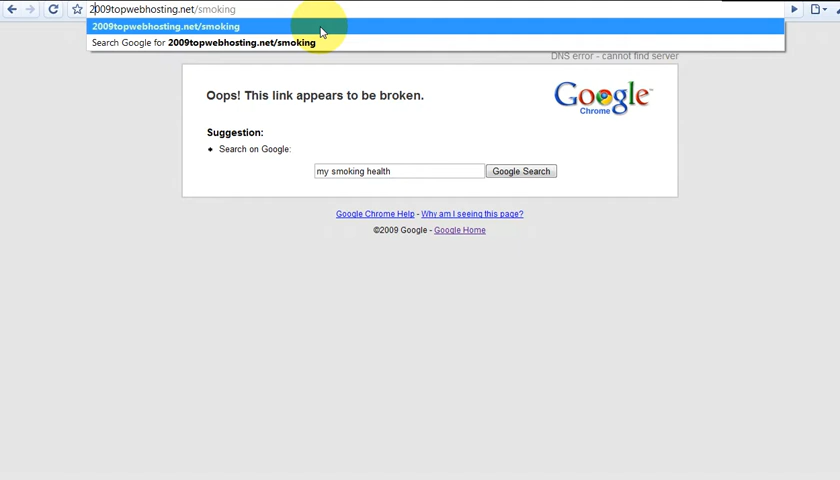 2009topwebhosting.net/smoking
2009topwebhosting.net/smoking
Search Google for 2009topwebhosting.net/smoking
DNS error - cannot find server
Oops! This link appears to be broken.
Google
Chrome
Suggestion:
Search on Google:
my smoking health Google Search
Google Chrome Help - Why am I seeing this page?
©2009 Google - Google Home